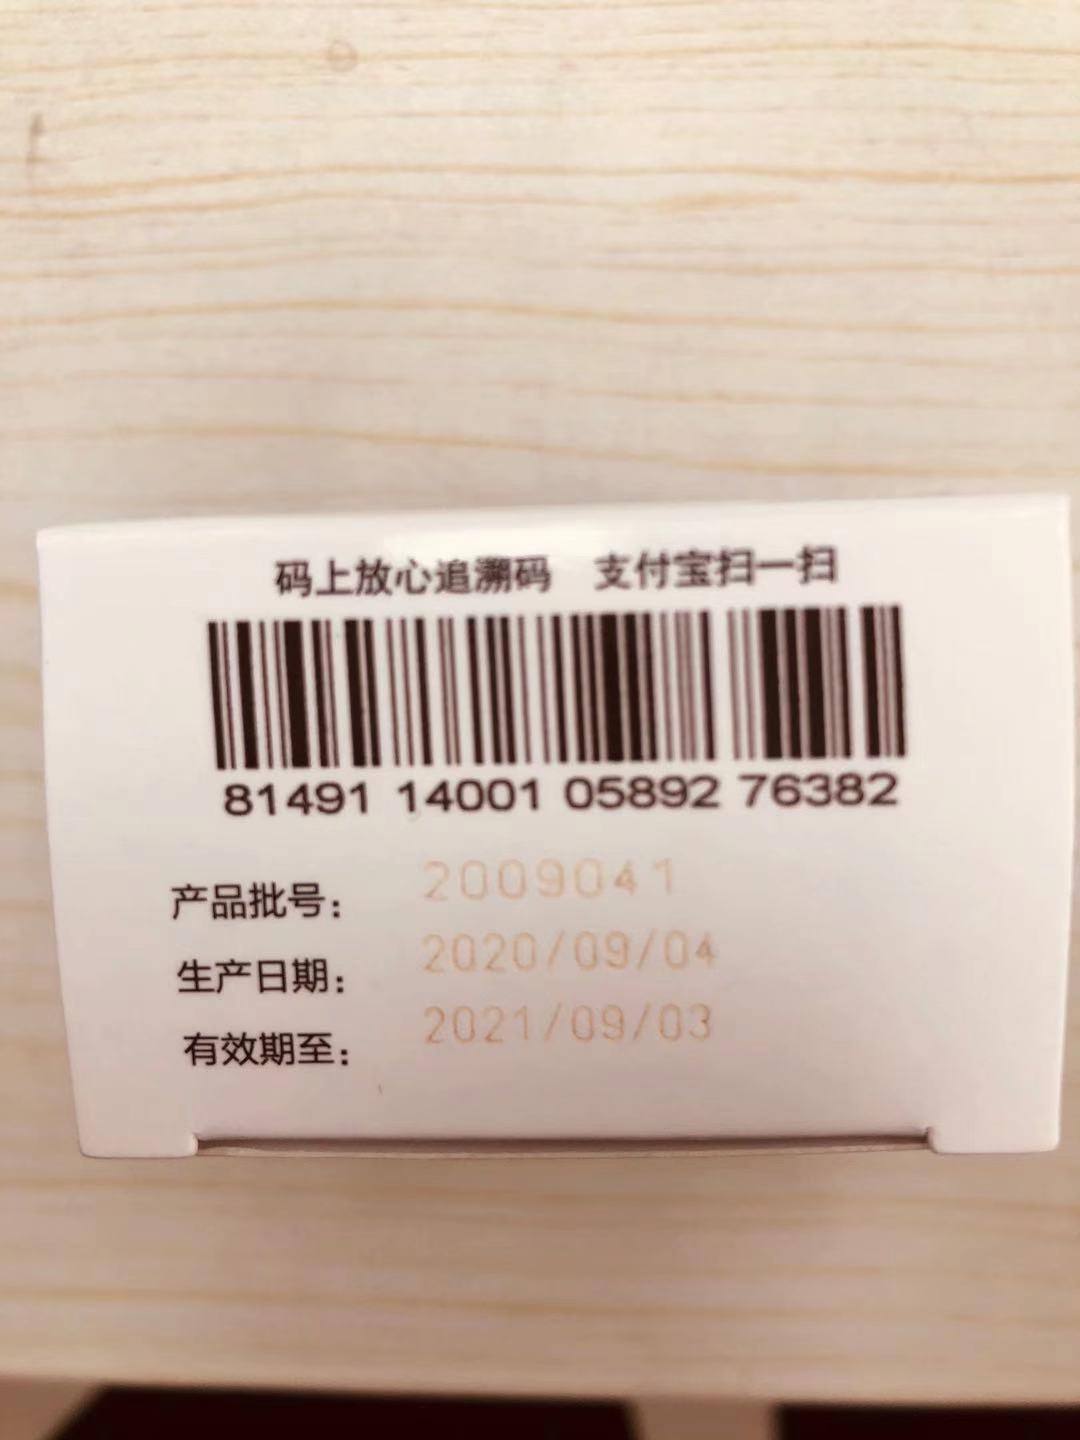 码上放心追溯码 支付宝扫一扫
81491 14001 05892 76382
产品批号： 2009041
生产日期： 2020/09/04
有效期至： 2021/09/03